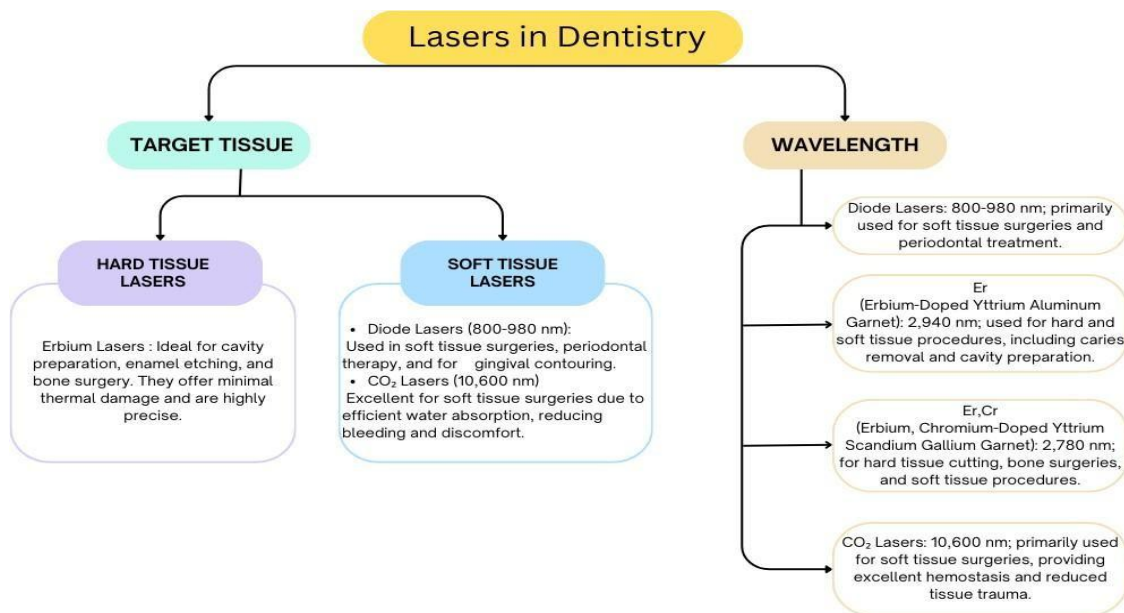 Lasers in Dentistry
TARGET TISSUE
WAVELENGTH
HARD TISSUE
LASERS
Erbium Lasers : Ideal for cavity
preparation, enamel etching, and
bone surgery. They offer minimal
thermal damage and are highly
precise.
SOFT TISSUE
LASERS
• Diode Lasers (800-980 nm):
Used in soft tissue surgeries, periodontal
therapy, and for gingival contouring.
• CO₂ Lasers (10,600 nm)
Excellent for soft tissue surgeries due to
efficient water absorption, reducing
bleeding and discomfort.
Diode Lasers: 800-980 nm; primarily
used for soft tissue surgeries and
periodontal treatment.
Er
(Erbium-Doped Yttrium Aluminum
Garnet): 2,940 nm; used for hard and
soft tissue procedures, including caries
removal and cavity preparation.
Er,Cr
(Erbium, Chromium-Doped Yttrium
Scandium Gallium Garnet): 2,780 nm;
for hard tissue cutting, bone surgeries,
and soft tissue procedures.
CO₂ Lasers: 10,600 nm; primarily used
for soft tissue surgeries, providing
excellent hemostasis and reduced
tissue trauma.